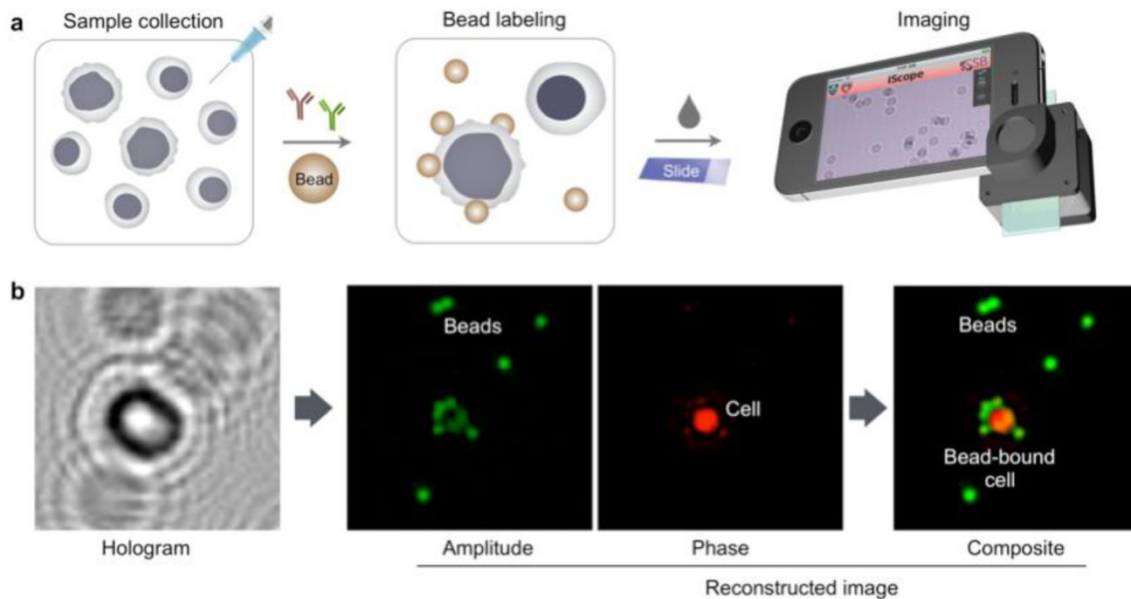 a
Sample collection
Bead labeling
Imaging
Bead
Slide
IScope
b
Beads
Cell
Beads
Bead-bound
cell
Hologram
Amplitude
Phase
Composite
Reconstructed image